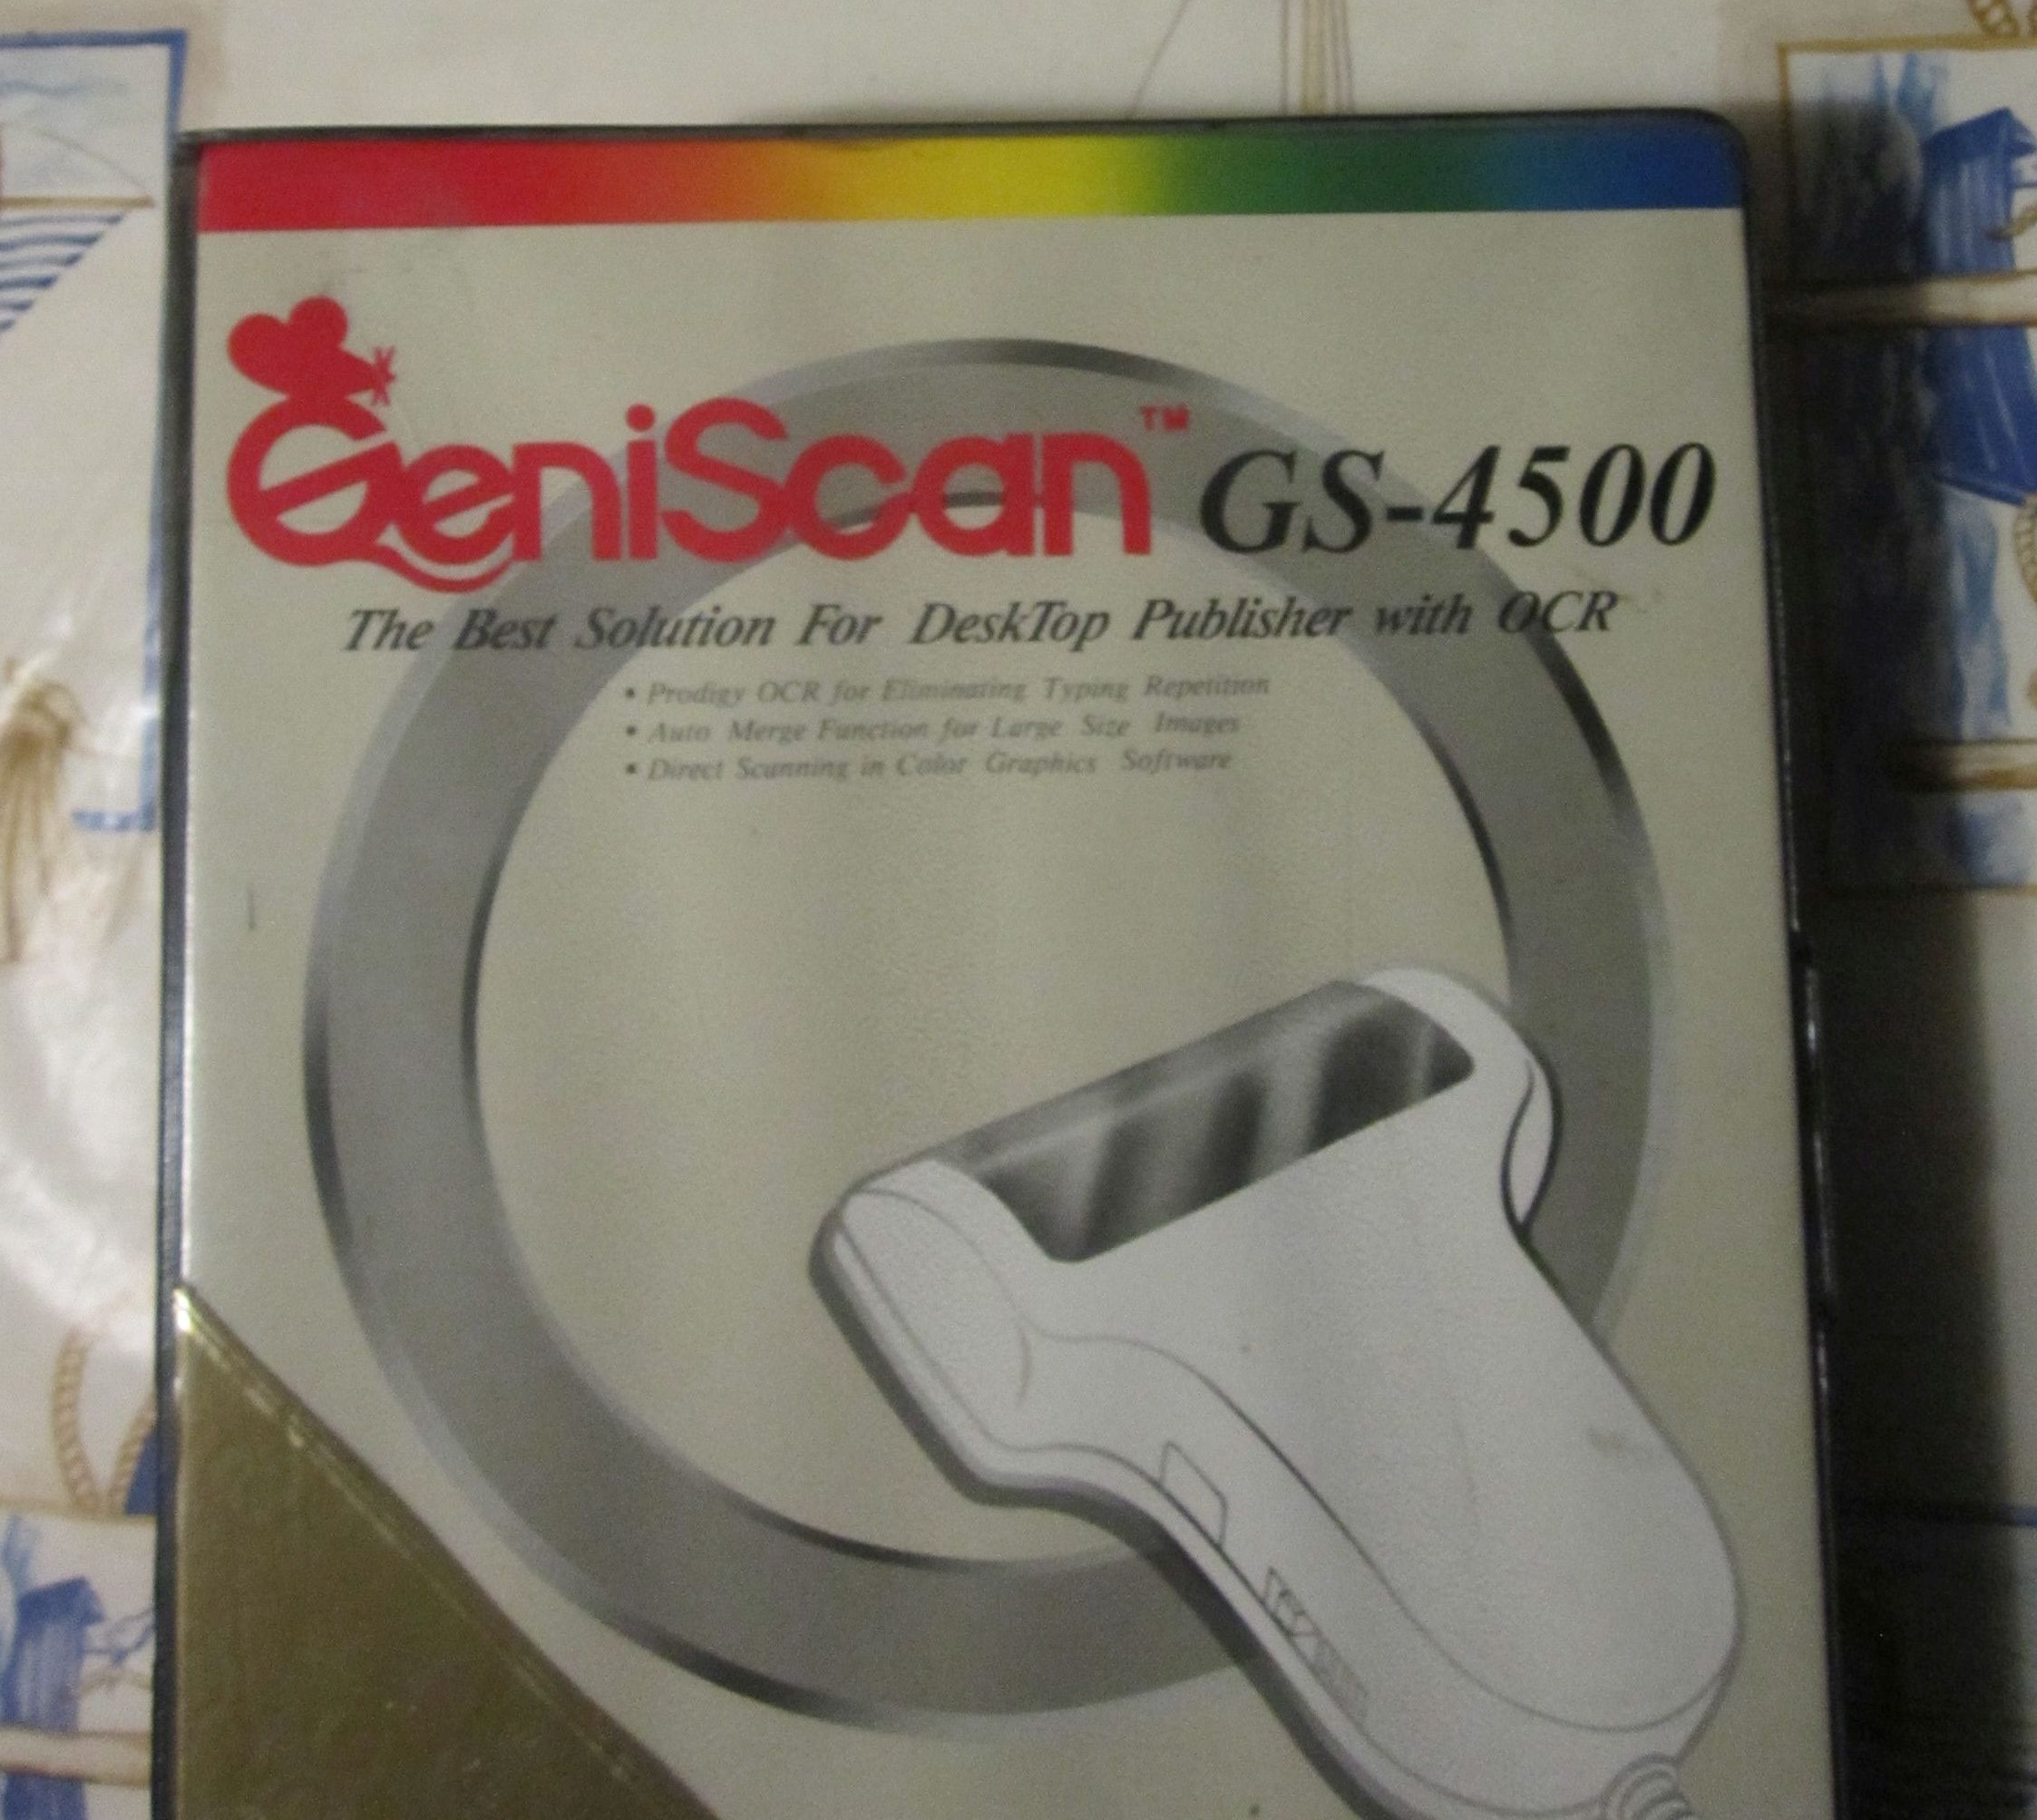 GeniScan™ GS-4500
The Best Solution For DeskTop Publisher with OCR
• Prodigy OCR for Eliminating Typing Repetition
• Auto Merge Function for Large Size Images
• Direct Scanning in Color Graphics Software